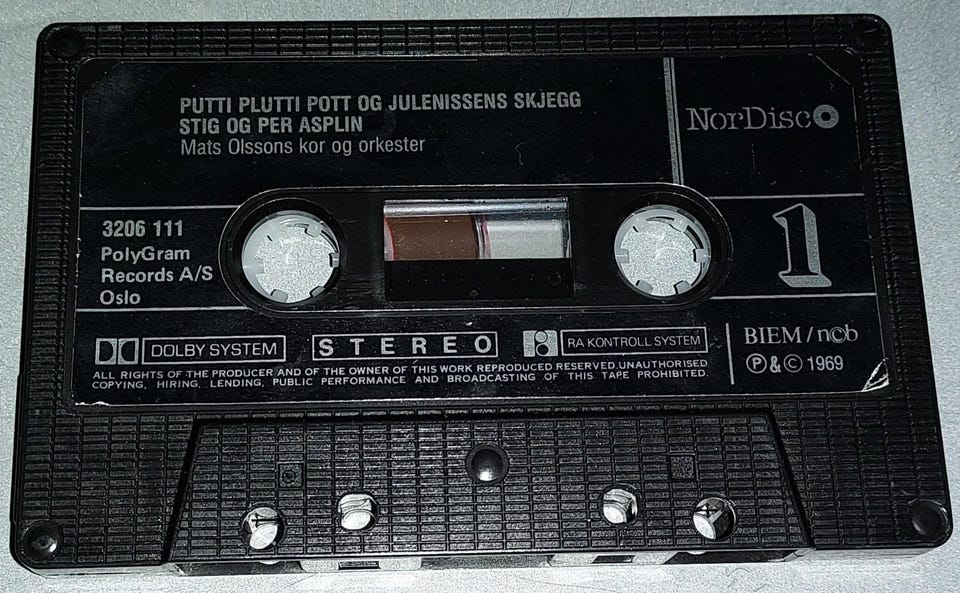 PUTTI PLUTTI POTT OG JULENISSENS SKJEGG
STIG OG PER ASPLIN
Mats Olssons kor og orkester
NorDisco
3206 111
PolyGram
Records A/S
Oslo
1
DOLBY SYSTEM
STEREO
RA KONTROLL SYSTEM
BIEM/ncb
Ⓟ&© 1969
ALL RIGHTS OF THE PRODUCER AND OF THE OWNER OF THIS WORK REPRODUCED RESERVED.UNAUTHORISED
COPYING, HIRING, LENDING, PUBLIC PERFORMANCE AND BROADCASTING OF THIS TAPE PROHIBITED.